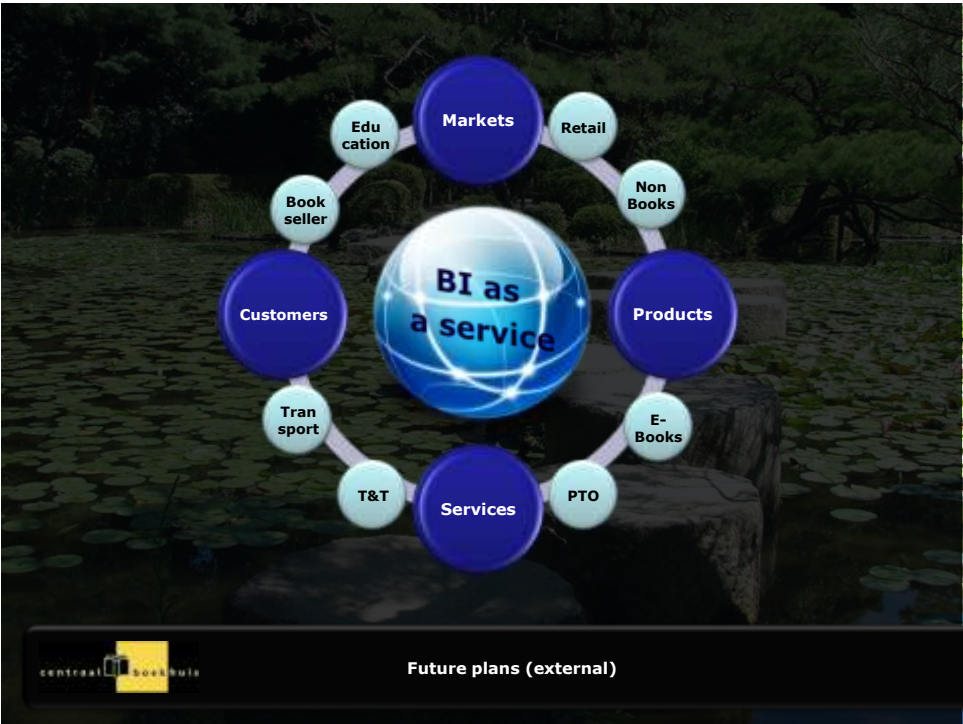 Markets
Edu
cation
Retail
Book
seller
Non
Books
BI as
a service
Customers
Products
Tran
sport
E-
Books
T&T
PTO
Services
centraal boekhuis
Future plans (external)